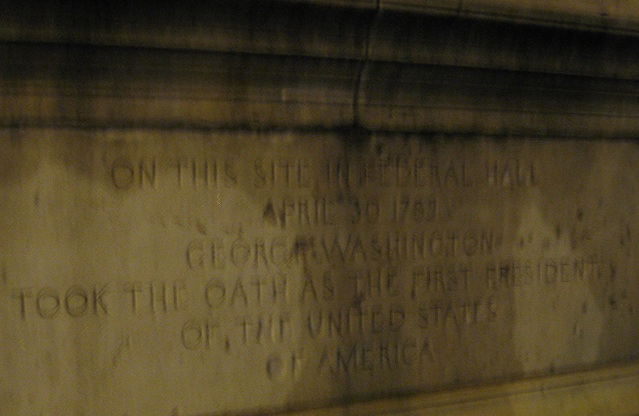 ON THIS SITE IN FEDERAL HALL
APRIL 30 1789
GEORGE WASHINGTON
TOOK THE OATH AS THE FIRST PRESIDENT
OF THE UNITED STATES
OF AMERICA